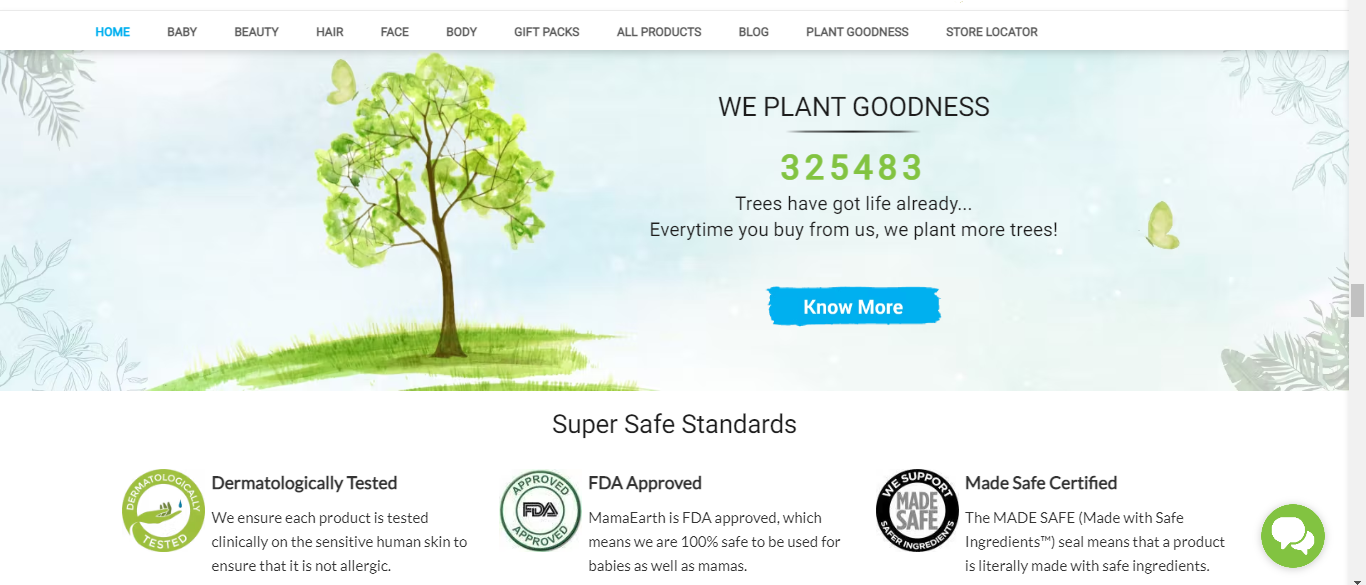 HOME BABY BEAUTY HAIR FACE BODY GIFT PACKS ALL PRODUCTS BLOG PLANT GOODNESS STORE LOCATOR
WE PLANT GOODNESS
325483
Trees have got life already...
Everytime you buy from us, we plant more trees!
Know More
Super Safe Standards
DERMATOLOGICALLY
TESTED
Dermatologically Tested
We ensure each product is tested
clinically on the sensitive human skin to
ensure that it is not allergic.
APPROVED
FDA
APPROVED
FDA Approved
MamaEarth is FDA approved, which
means we are 100% safe to be used for
babies as well as mamas.
WE SUPPORT
MADE
SAFE
SAFER INGREDIENTS
Made Safe Certified
The MADE SAFE (Made with Safe
Ingredients™) seal means that a product
is literally made with safe ingredients.